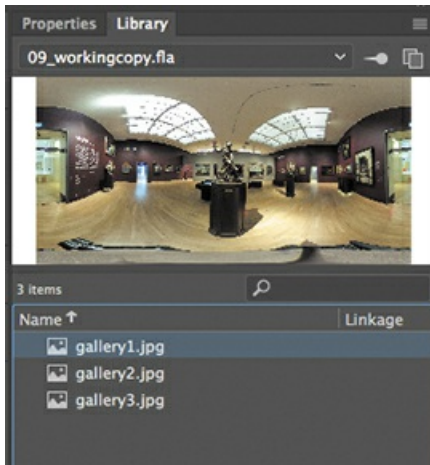 Properties Library
09_workingcopy.fla
3 items
Name Linkage
gallery1.jpg
gallery2.jpg
gallery3.jpg